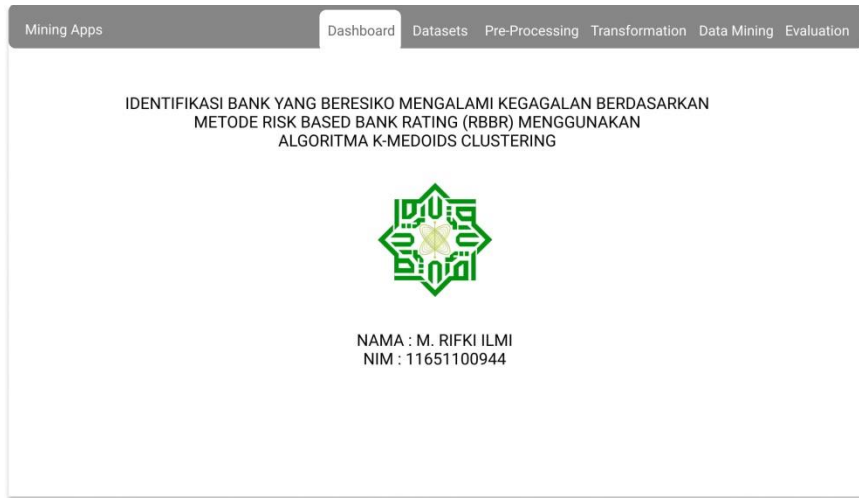 Mining Apps
Dashboard Datasets Pre-Processing Transformation Data Mining Evaluation
IDENTIFIKASI BANK YANG BERESIKO MENGALAMI KEGAGALAN BERDASARKAN
METODE RISK BASED BANK RATING (RBBR) MENGGUNAKAN
ALGORITMA K-MEDOIDS CLUSTERING
NAMA : M. RIFKI ILMI
NIM : 11651100944